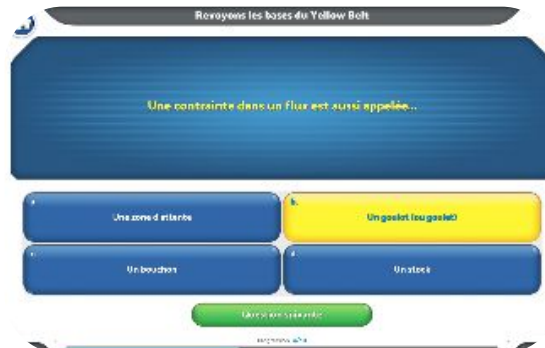 Revoyons les bases du Yellow Belt
Une contrainte dans un flux est aussi appelée...
a.
Une zone d'attente
b.
Un goulot (ou goulet)
c.
Un bouchon
d.
Un stock
Question suivante